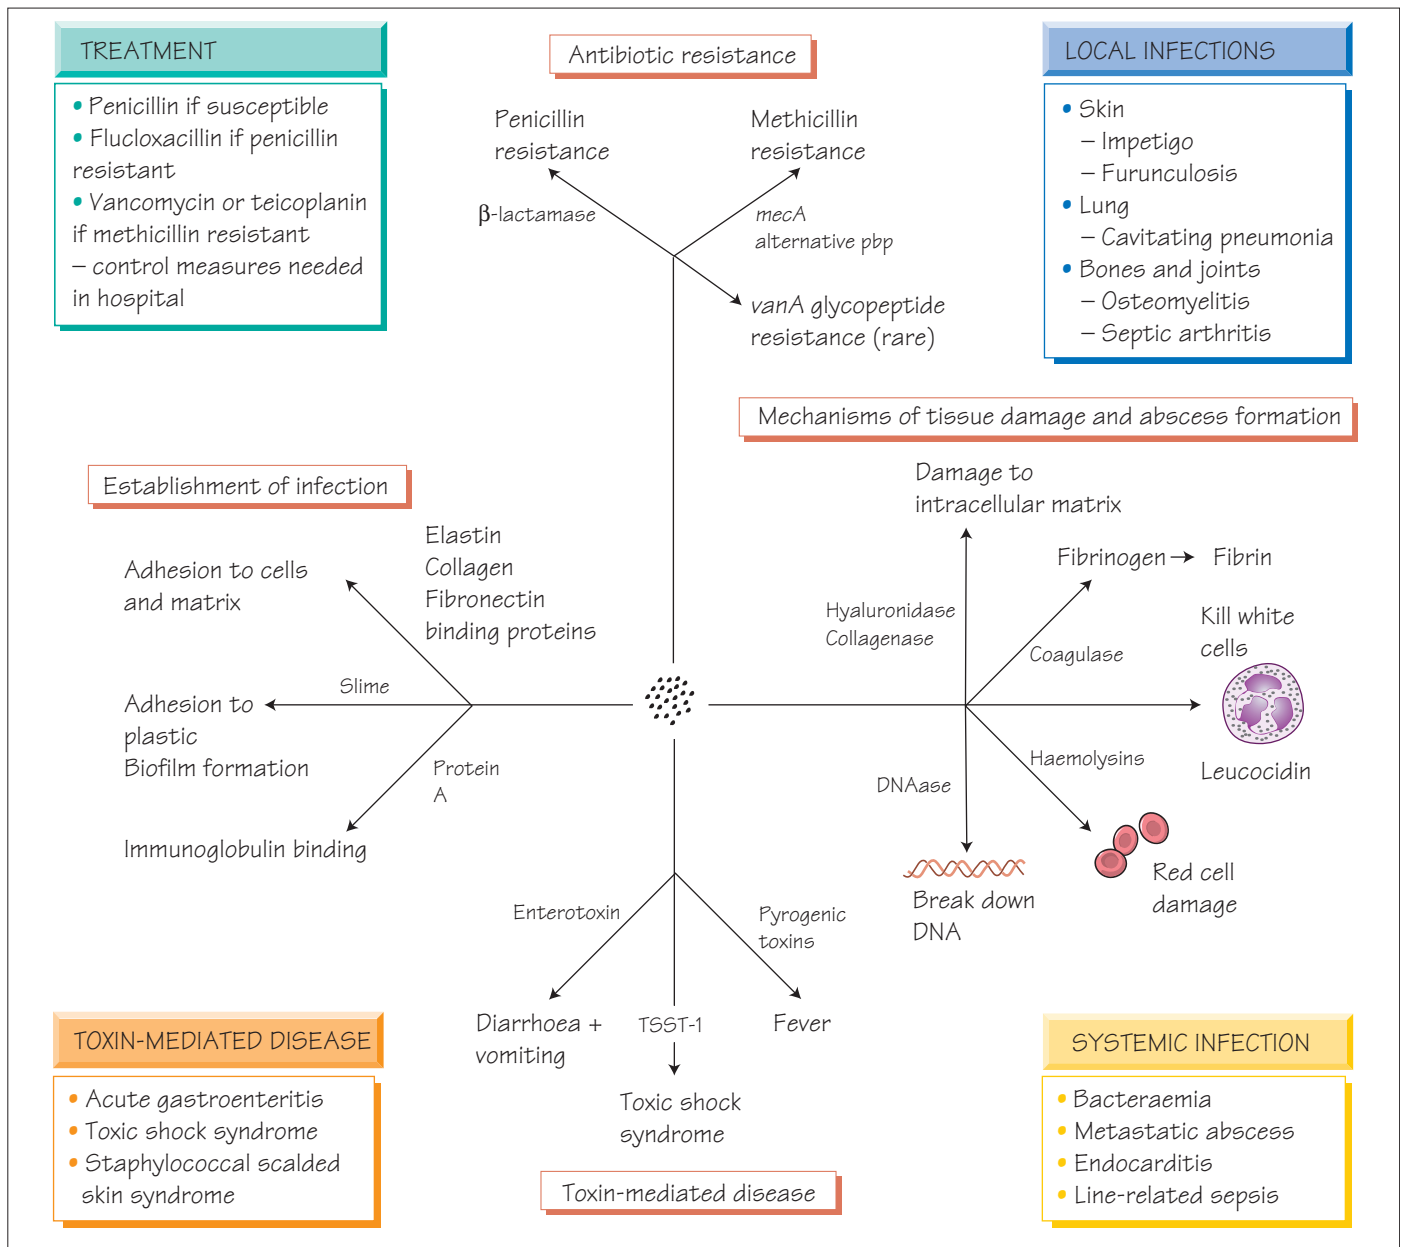 TREATMENT
• Penicillin if susceptible
• Flucloxacillin if penicillin
resistant
• Vancomycin or teicoplanin
if methicillin resistant
– control measures needed
in hospital
Antibiotic resistance
Penicillin
resistance
Methicillin
resistance
β-lactamase
mecA
alternative pbp
vanA glycopeptide
resistance (rare)
LOCAL INFECTIONS
• Skin
– Impetigo
– Furunculosis
• Lung
– Cavitating pneumonia
• Bones and joints
– Osteomyelitis
– Septic arthritis
Mechanisms of tissue damage and abscess formation
Damage to
intracellular matrix
Hyaluronidase
Collagenase
Fibrinogen → Fibrin
Coagulase
Kill white
cells
Leucocidin
Haemolysins
Red cell
damage
DNAase
Break down
DNA
Establishment of infection
Adhesion to cells
and matrix
Elastin
Collagen
Fibronectin
binding proteins
Slime
Adhesion to
plastic
Biofilm formation
Protein
A
Immunoglobulin binding
Enterotoxin
Pyrogenic
toxins
Diarrhoea +
vomiting
TSST-1
Fever
Toxic shock
syndrome
Toxin-mediated disease
TOXIN-MEDIATED DISEASE
• Acute gastroenteritis
• Toxic shock syndrome
• Staphylococcal scalded
skin syndrome
SYSTEMIC INFECTION
• Bacteraemia
• Metastatic abscess
• Endocarditis
• Line-related sepsis